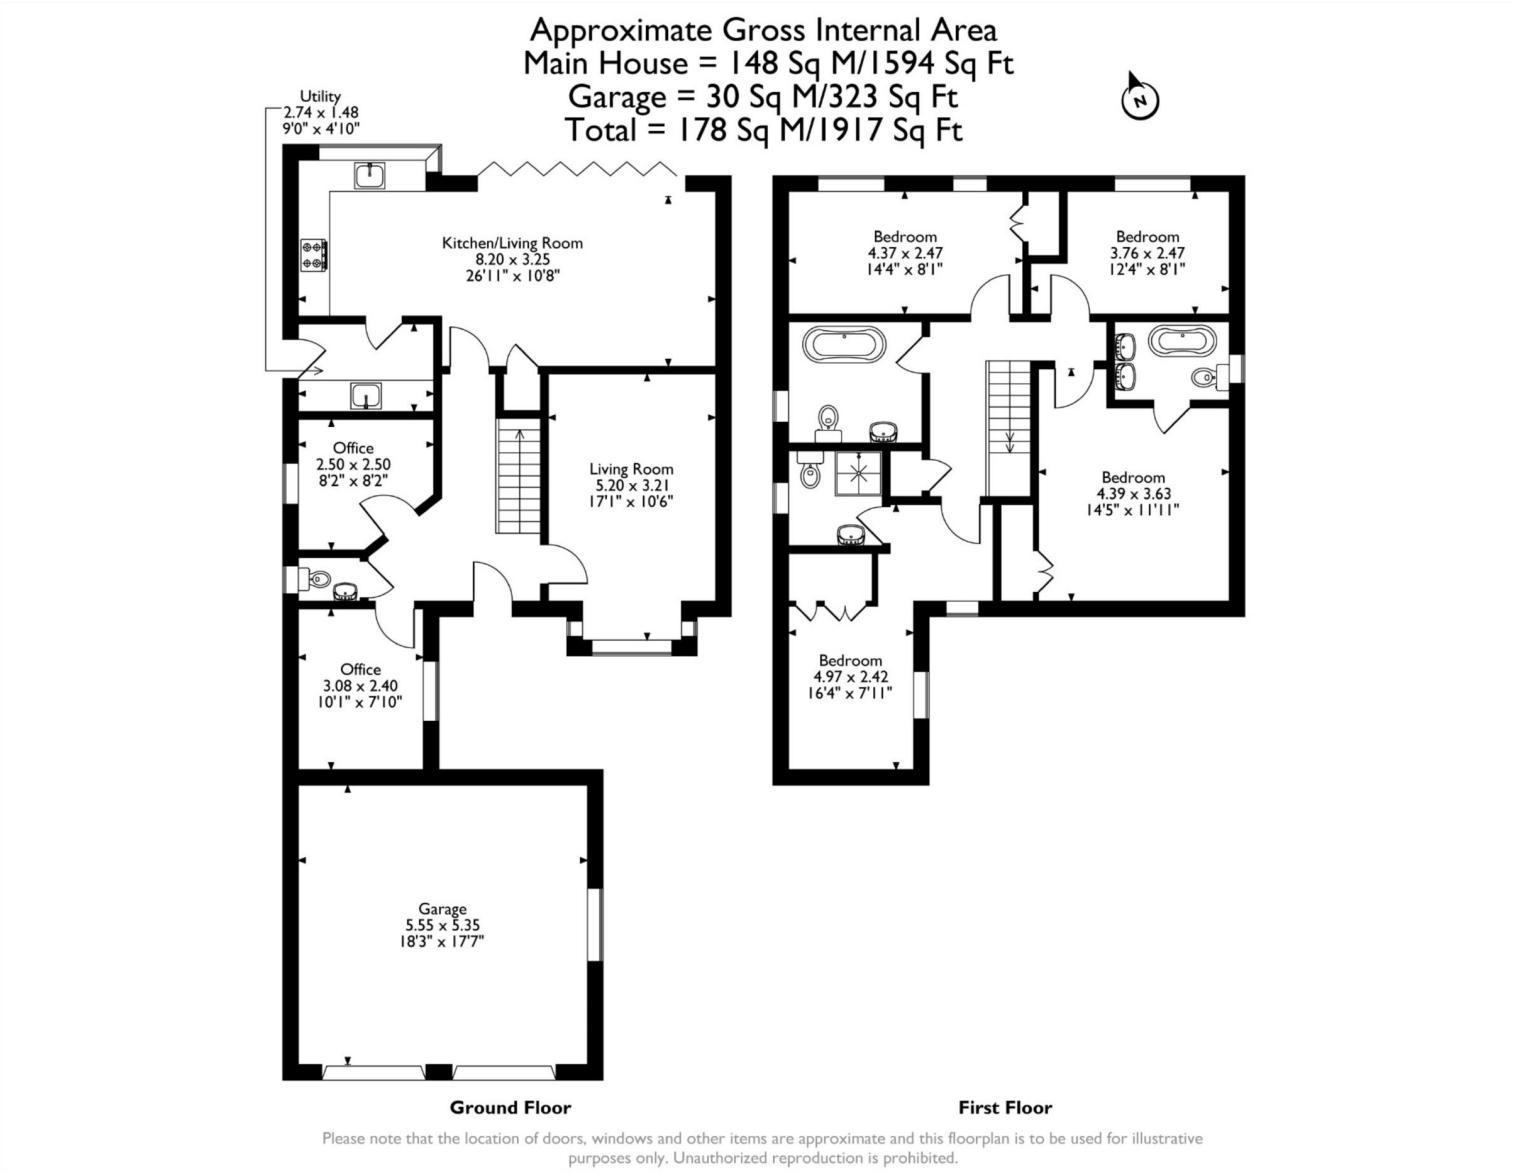 Approximate Gross Internal Area
Main House = 148 Sq M/1594 Sq Ft
Garage = 30 Sq M/323 Sq Ft
Total = 178 Sq M/1917 Sq Ft
N
Utility
2.74 x 1.48
9'0" x 4'10"
Kitchen/Living Room
8.20 x 3.25
26'11" x 10'8"
Office
2.50 x 2.50
8'2" x 8'2"
Living Room
5.20 x 3.21
17'1" x 10'6"
Office
3.08 x 2.40
10'1" x 7'10"
Garage
5.55 x 5.35
18'3" x 17'7"
Ground Floor
Bedroom
4.37 x 2.47
14'4" x 8'1"
Bedroom
3.76 x 2.47
12'4" x 8'1"
Bedroom
4.39 x 3.63
14'5" x 11'11"
Bedroom
4.97 x 2.42
16'4" x 7'11"
First Floor
Please note that the location of doors, windows and other items are approximate and this floorplan is to be used for illustrative
purposes only. Unauthorized reproduction is prohibited.